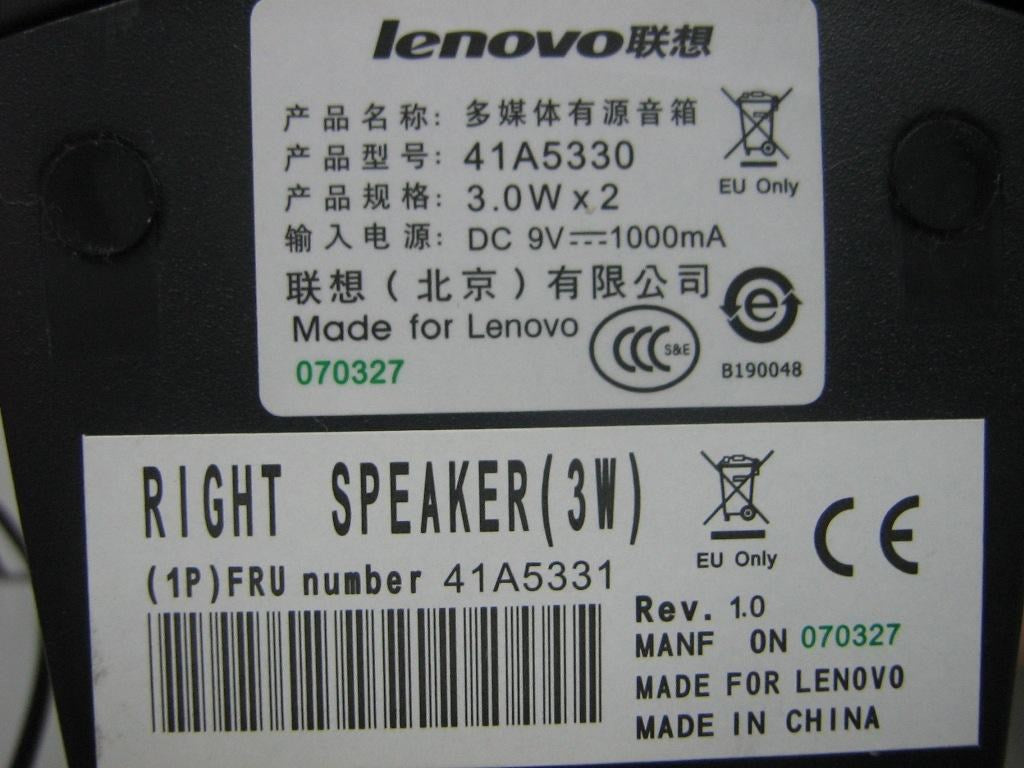 lenovo联想
产品名称: 多媒体有源音箱
产品型号: 41A5330
产品规格: 3.0W x 2
输入电源: DC 9V⎓1000mA
EU Only
联想(北京)有限公司
Made for Lenovo
070327
CCC S&E
e
B190048
RIGHT SPEAKER(3W)
(1P)FRU number 41A5331
EU Only
CE
Rev. 1.0
MANF ON 070327
MADE FOR LENOVO
MADE IN CHINA